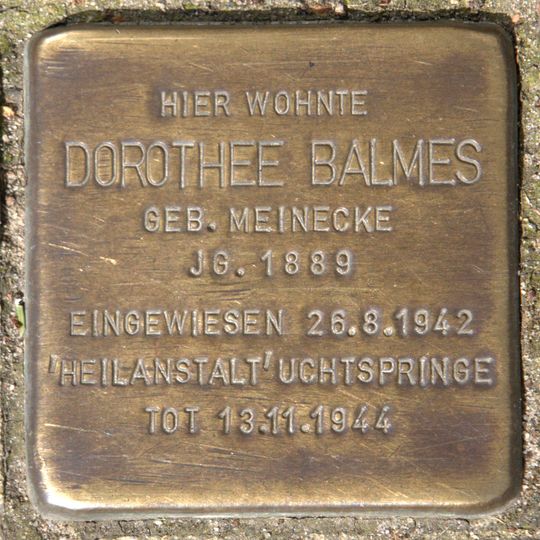 HIER WOHNTE
DOROTHEE BALMES
GEB. MEINECKE
JG. 1889
EINGEWIESEN 26.8.1942
'HEILANSTALT' UCHTSPRINGE
TOT 13.11.1944